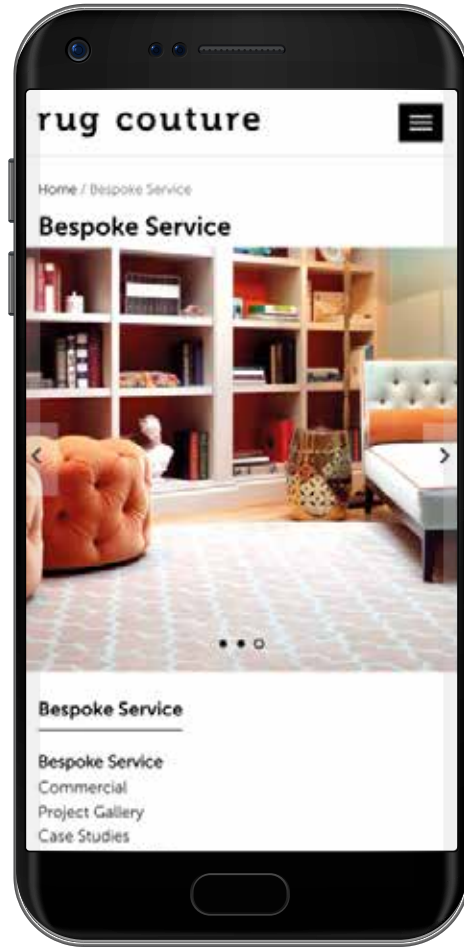 rug couture
Home / Bespoke Service
Bespoke Service
Bespoke Service
Bespoke Service
Commercial
Project Gallery
Case Studies